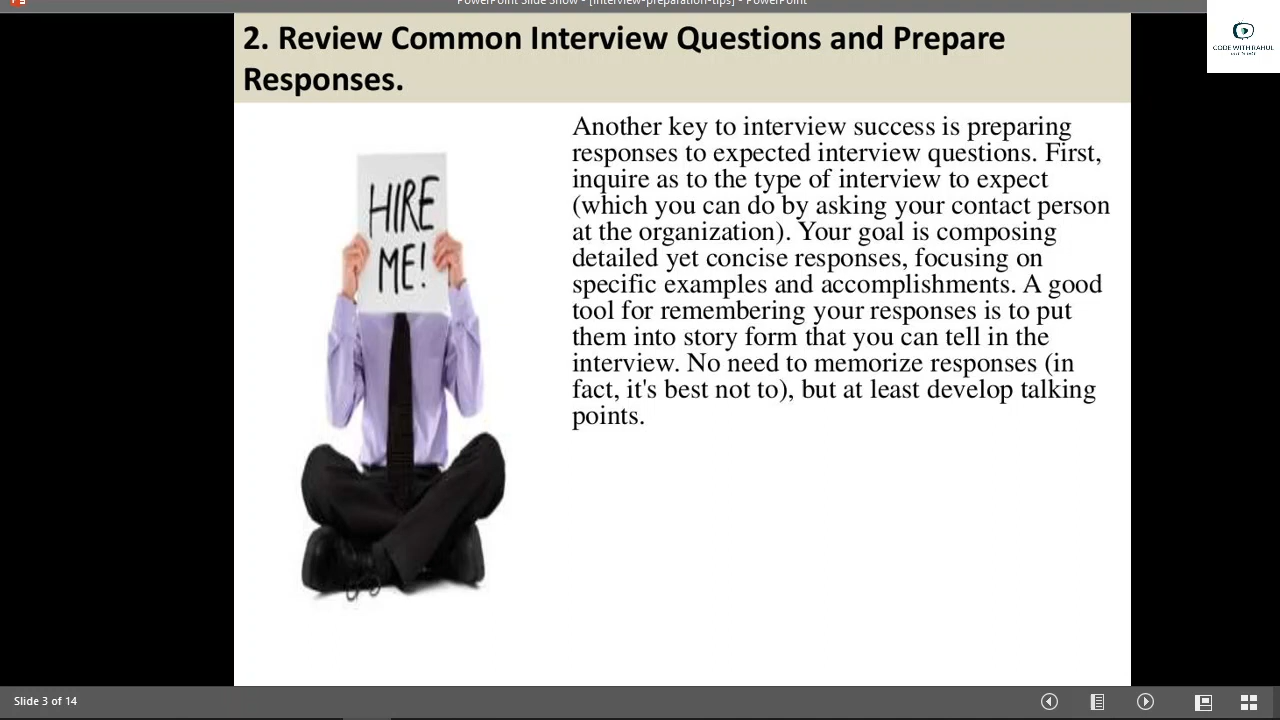 PowerPoint Slide Show - [interview-preparation-tips] - PowerPoint
CODE WITH RAHUL
2. Review Common Interview Questions and Prepare
Responses.
HIRE
ME!
Another key to interview success is preparing
responses to expected interview questions. First,
inquire as to the type of interview to expect
(which you can do by asking your contact person
at the organization). Your goal is composing
detailed yet concise responses, focusing on
specific examples and accomplishments. A good
tool for remembering your responses is to put
them into story form that you can tell in the
interview. No need to memorize responses (in
fact, it's best not to), but at least develop talking
points.
Slide 3 of 14